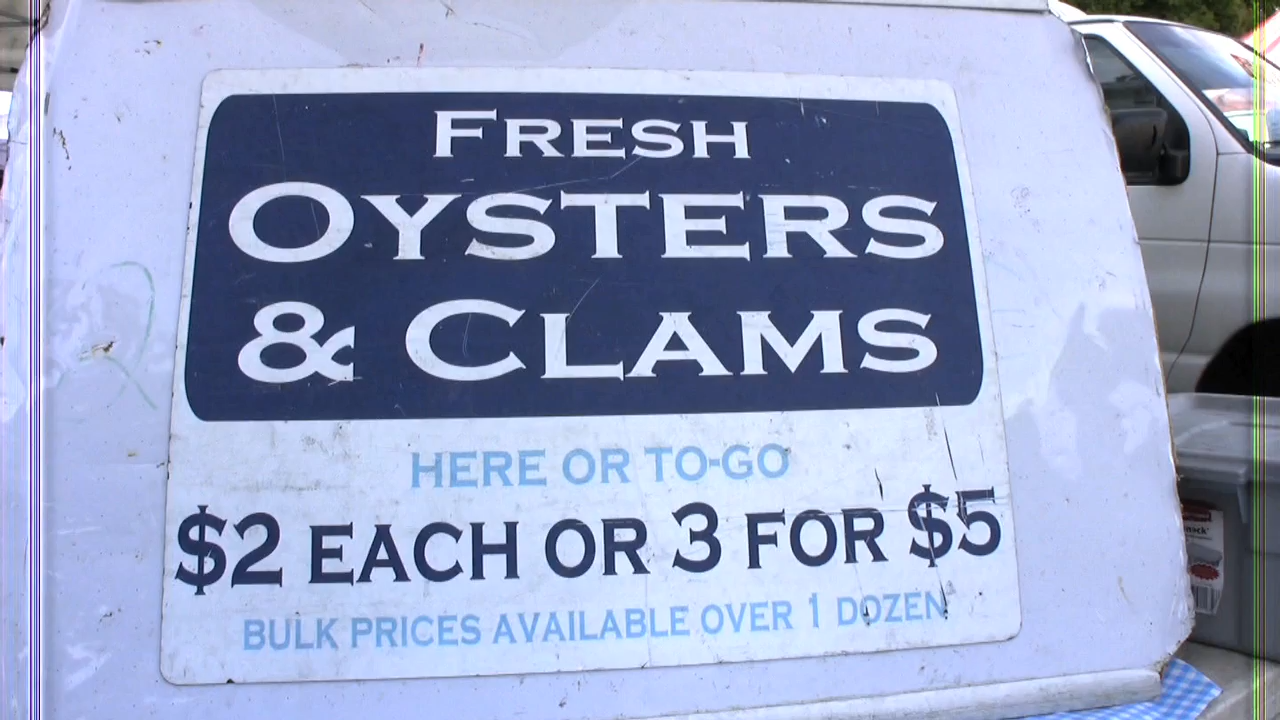 FRESH
OYSTERS
& CLAMS
HERE OR TO-GO
$2 EACH OR 3 FOR $5
BULK PRICES AVAILABLE OVER 1 DOZEN